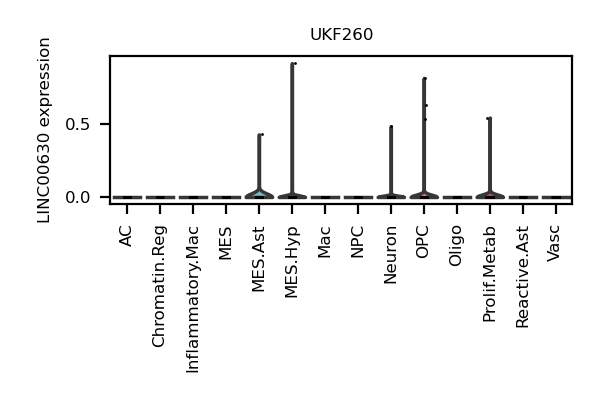 UKF260
LINC00630 expression
0.5
0.0
AC
Chromatin.Reg
Inflammatory.Mac
MES
MES.Ast
MES.Hyp
Mac
NPC
Neuron
OPC
Oligo
Prolif.Metab
Reactive.Ast
Vasc